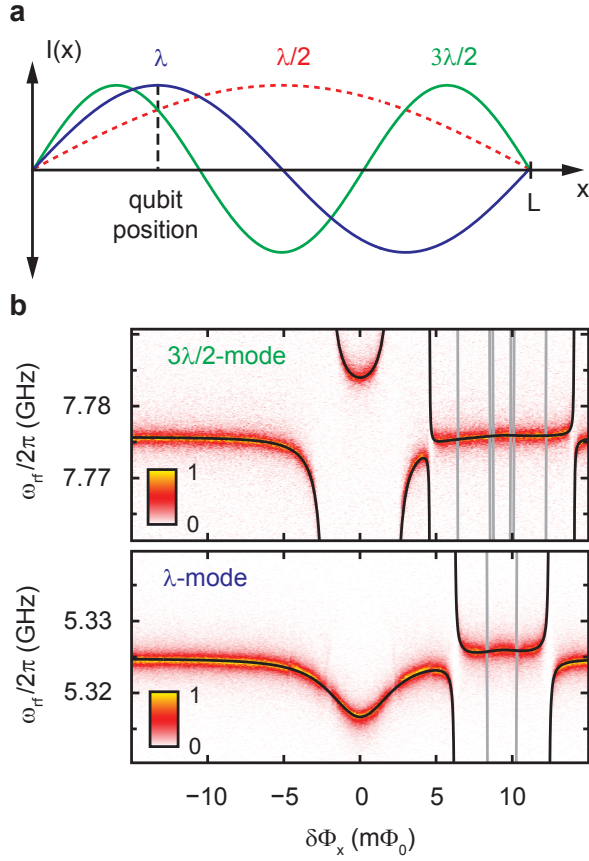 a
I(x)
λ
λ/2
3λ/2
qubit
position
L
x
b
3λ/2-mode
ω_rf/2π (GHz)
7.78
7.77
1
0
λ-mode
ω_rf/2π (GHz)
5.33
5.32
1
0
−10
−5
0
5
10
δΦ_x (mΦ_0)